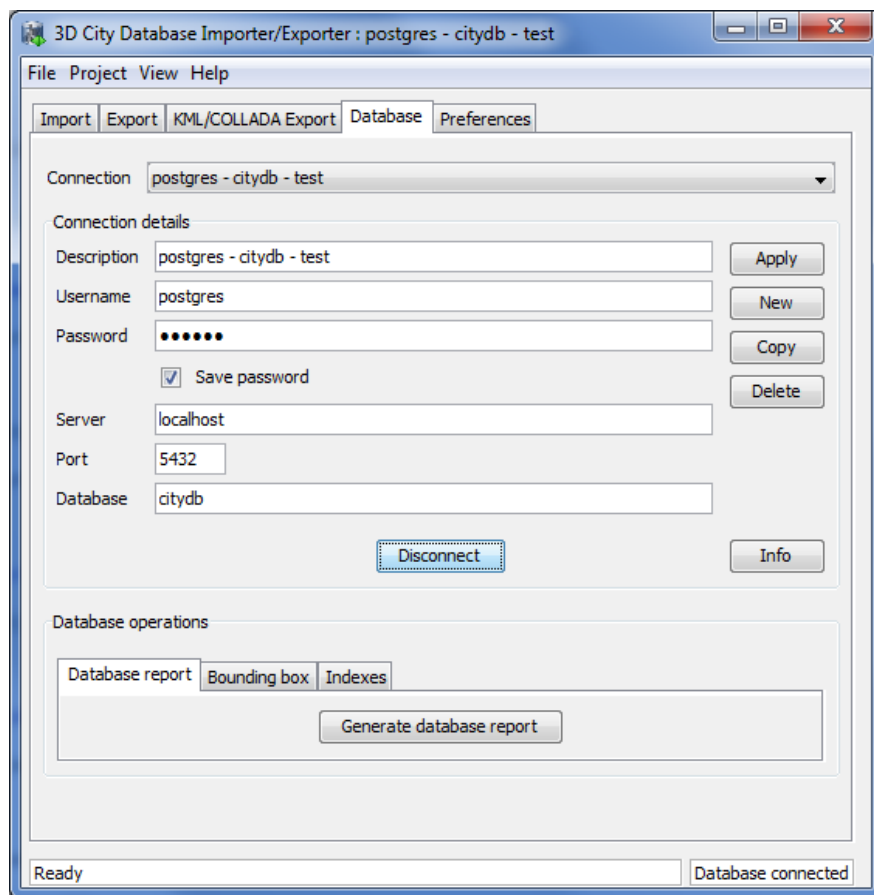 3D City Database Importer/Exporter : postgres - citydb - test
File Project View Help
Import Export KML/COLLADA Export Database Preferences
Connection postgres - citydb - test
Connection details
Description postgres - citydb - test Apply
Username postgres New
Password ●●●●●● Copy
Save password Delete
Server localhost
Port 5432
Database citydb
Disconnect Info
Database operations
Database report Bounding box Indexes
Generate database report
Ready Database connected